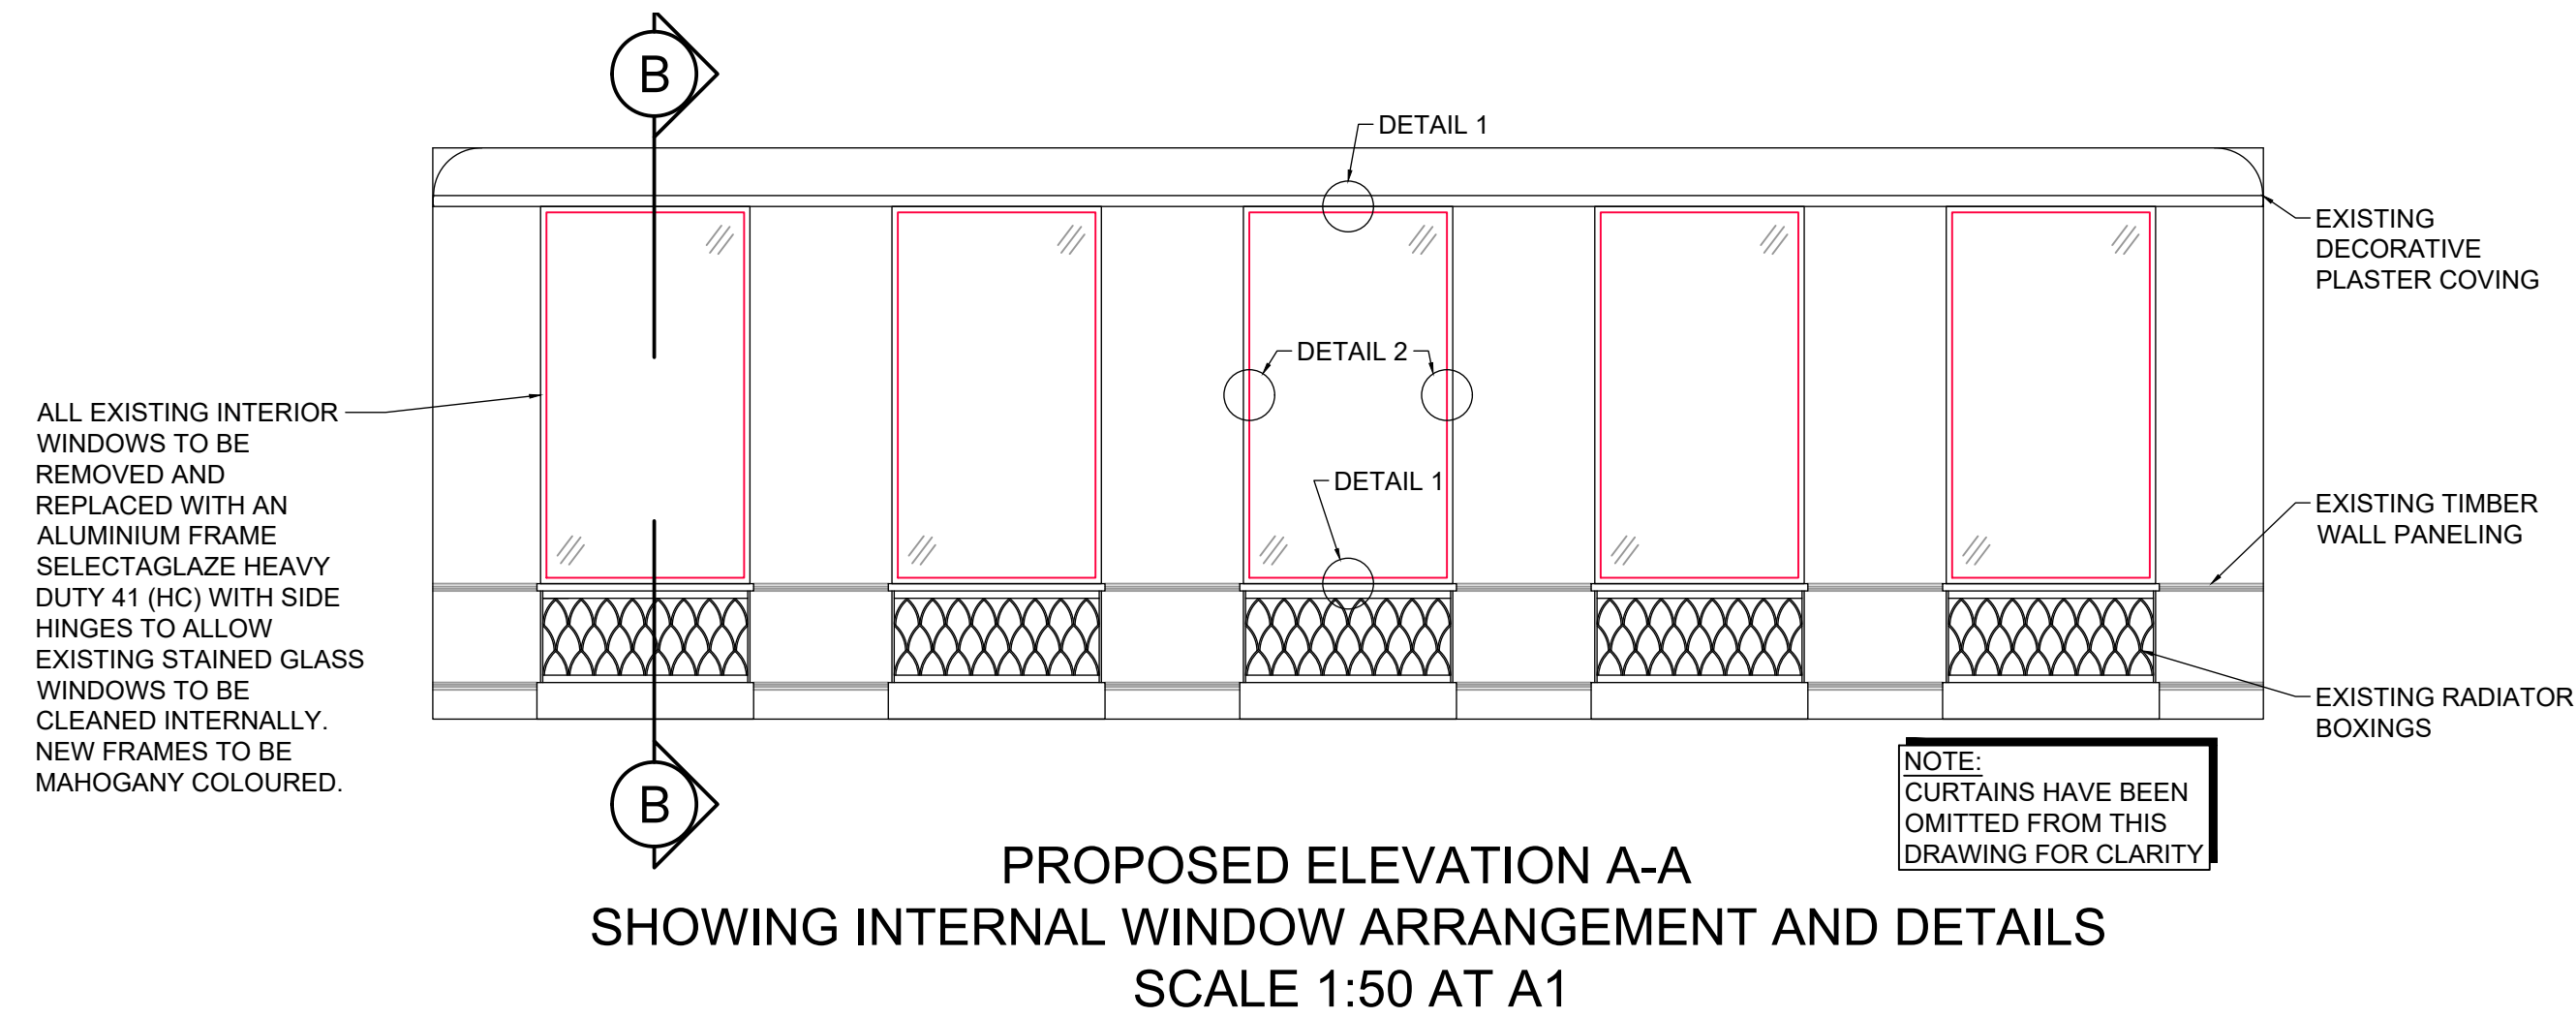 B
DETAIL 1
EXISTING
DECORATIVE
PLASTER COVING
DETAIL 2
ALL EXISTING INTERIOR
WINDOWS TO BE
REMOVED AND
REPLACED WITH AN
ALUMINIUM FRAME
SELECTAGLAZE HEAVY
DUTY 41 (HC) WITH SIDE
HINGES TO ALLOW
EXISTING STAINED GLASS
WINDOWS TO BE
CLEANED INTERNALLY.
NEW FRAMES TO BE
MAHOGANY COLOURED.
DETAIL 1
EXISTING TIMBER
WALL PANELING
EXISTING RADIATOR
BOXINGS
B
NOTE:
CURTAINS HAVE BEEN
OMITTED FROM THIS
DRAWING FOR CLARITY
PROPOSED ELEVATION A-A
SHOWING INTERNAL WINDOW ARRANGEMENT AND DETAILS
SCALE 1:50 AT A1